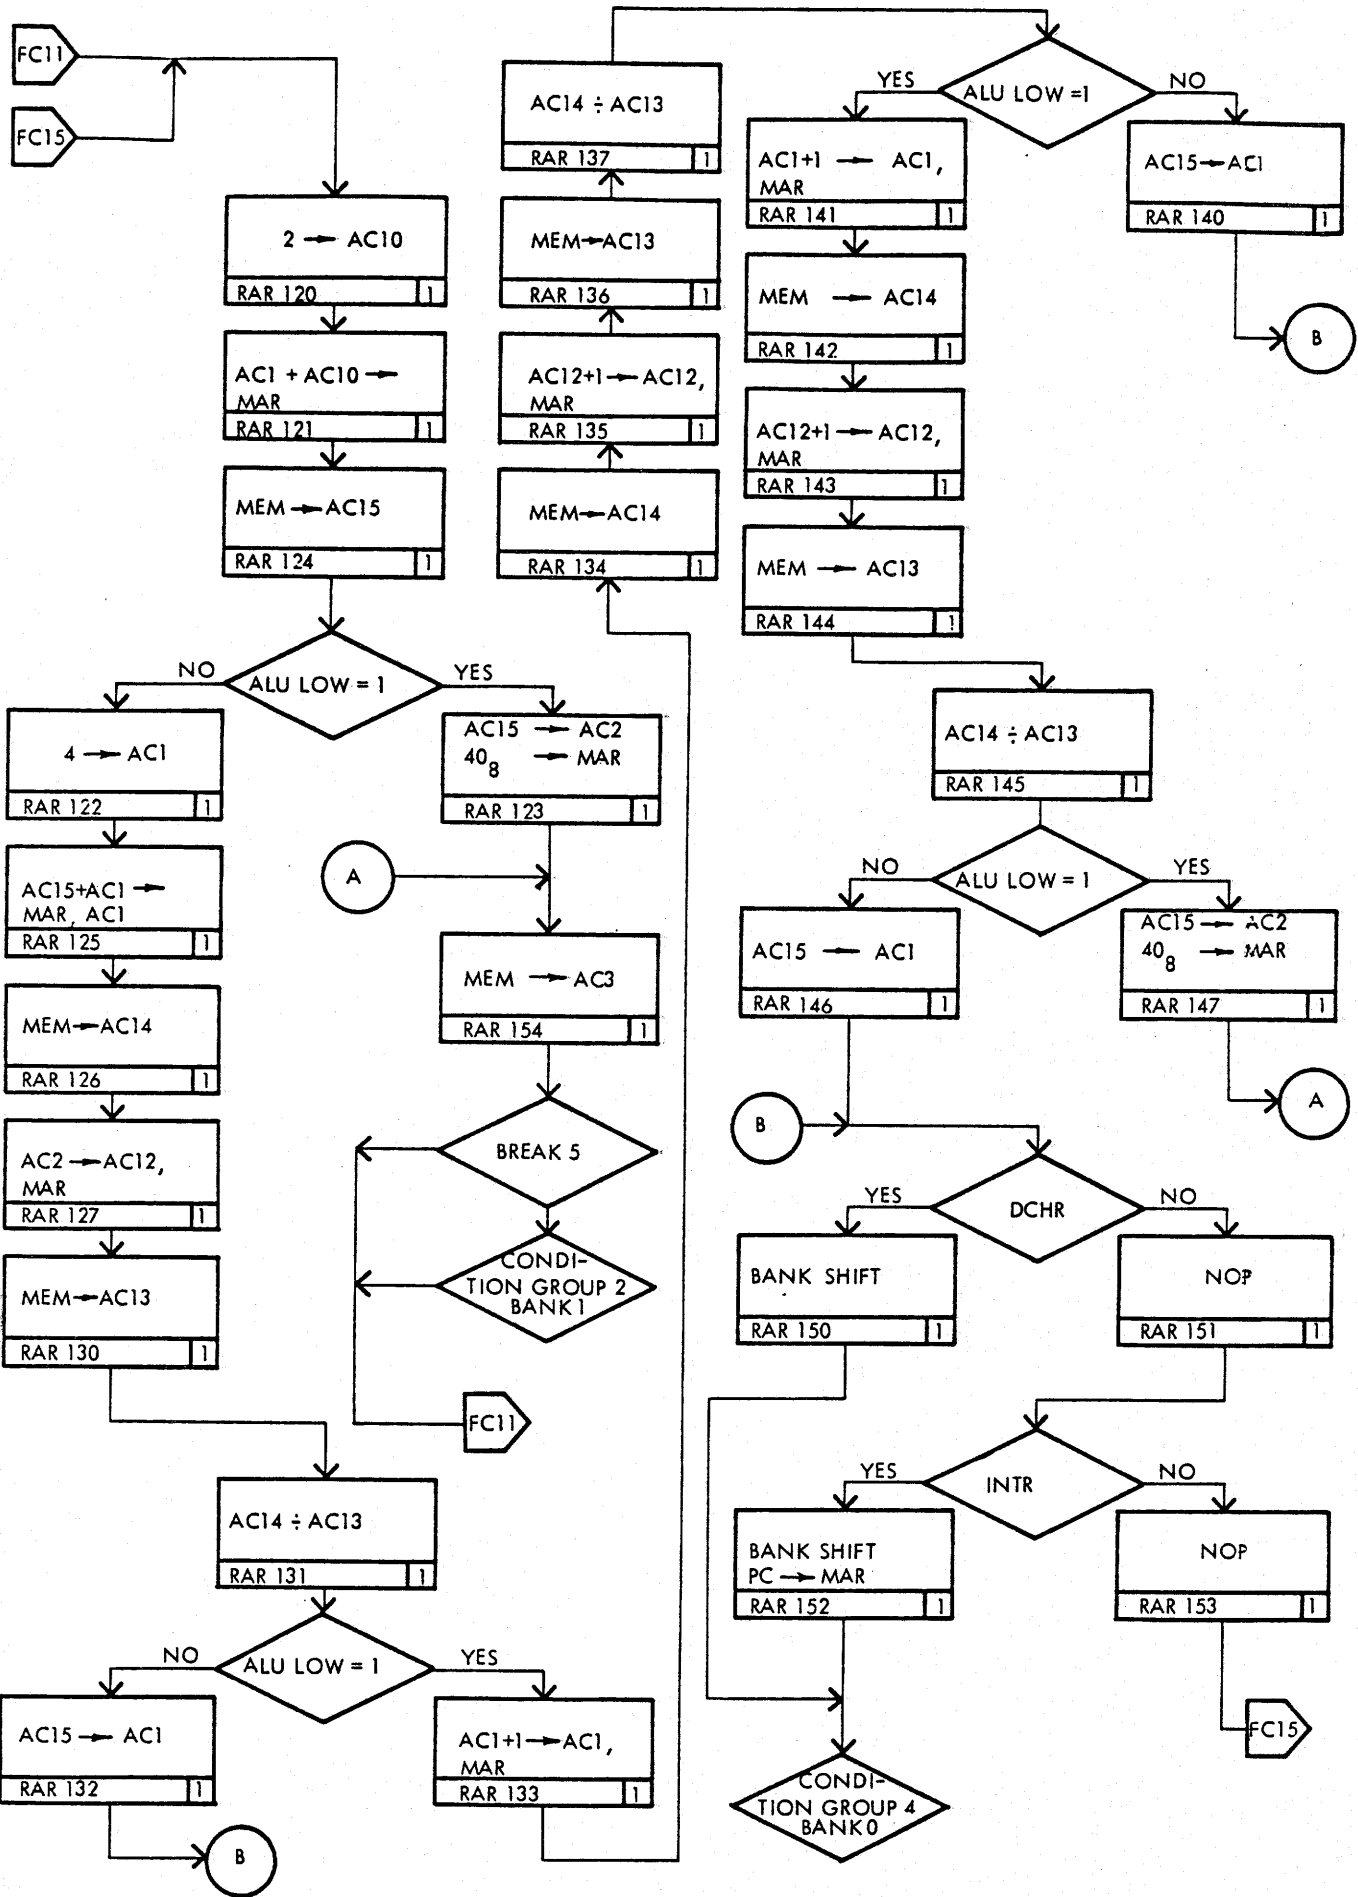 FC11
FC15
2 → AC10
RAR 120 1
AC1 + AC10 →
MAR
RAR 121 1
MEM → AC15
RAR 124 1
ALU LOW = 1
NO
YES
4 → AC1
RAR 122 1
AC15+AC1 →
MAR, AC1
RAR 125 1
MEM → AC14
RAR 126 1
AC2 → AC12,
MAR
RAR 127 1
MEM → AC13
RAR 130 1
AC14 ÷ AC13
RAR 131 1
ALU LOW = 1
NO
YES
AC15 → AC1
RAR 132 1
B
AC1+1 → AC1,
MAR
RAR 133 1
AC15 → AC2
40₈ → MAR
RAR 123 1
A
MEM → AC3
RAR 154 1
BREAK 5
CONDI-
TION GROUP 2
BANK 1
FC11
MEM → AC14
RAR 134 1
AC12+1 → AC12,
MAR
RAR 135 1
MEM → AC13
RAR 136 1
AC14 ÷ AC13
RAR 137 1
ALU LOW =1
YES
NO
AC15 → AC1
RAR 140 1
B
AC1+1 → AC1,
MAR
RAR 141 1
MEM → AC14
RAR 142 1
AC12+1 → AC12,
MAR
RAR 143 1
MEM → AC13
RAR 144 1
AC14 ÷ AC13
RAR 145 1
ALU LOW = 1
NO
YES
AC15 → AC1
RAR 146 1
AC15 → AC2
40₈ → MAR
RAR 147 1
A
B
DCHR
YES
NO
BANK SHIFT
RAR 150 1
NOP
RAR 151 1
INTR
YES
NO
BANK SHIFT
PC → MAR
RAR 152 1
NOP
RAR 153 1
FC15
CONDI-
TION GROUP 4
BANK 0